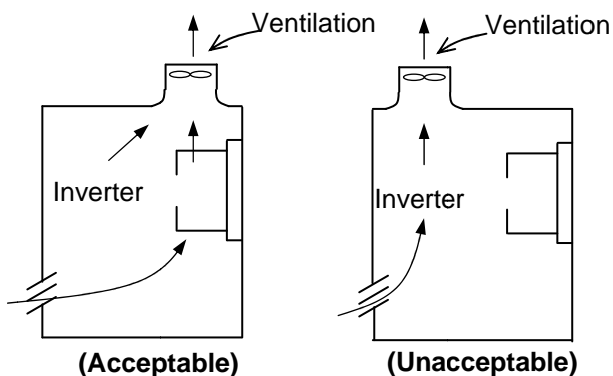 Ventilation
Ventilation
Inverter
Inverter
(Acceptable)
(Unacceptable)